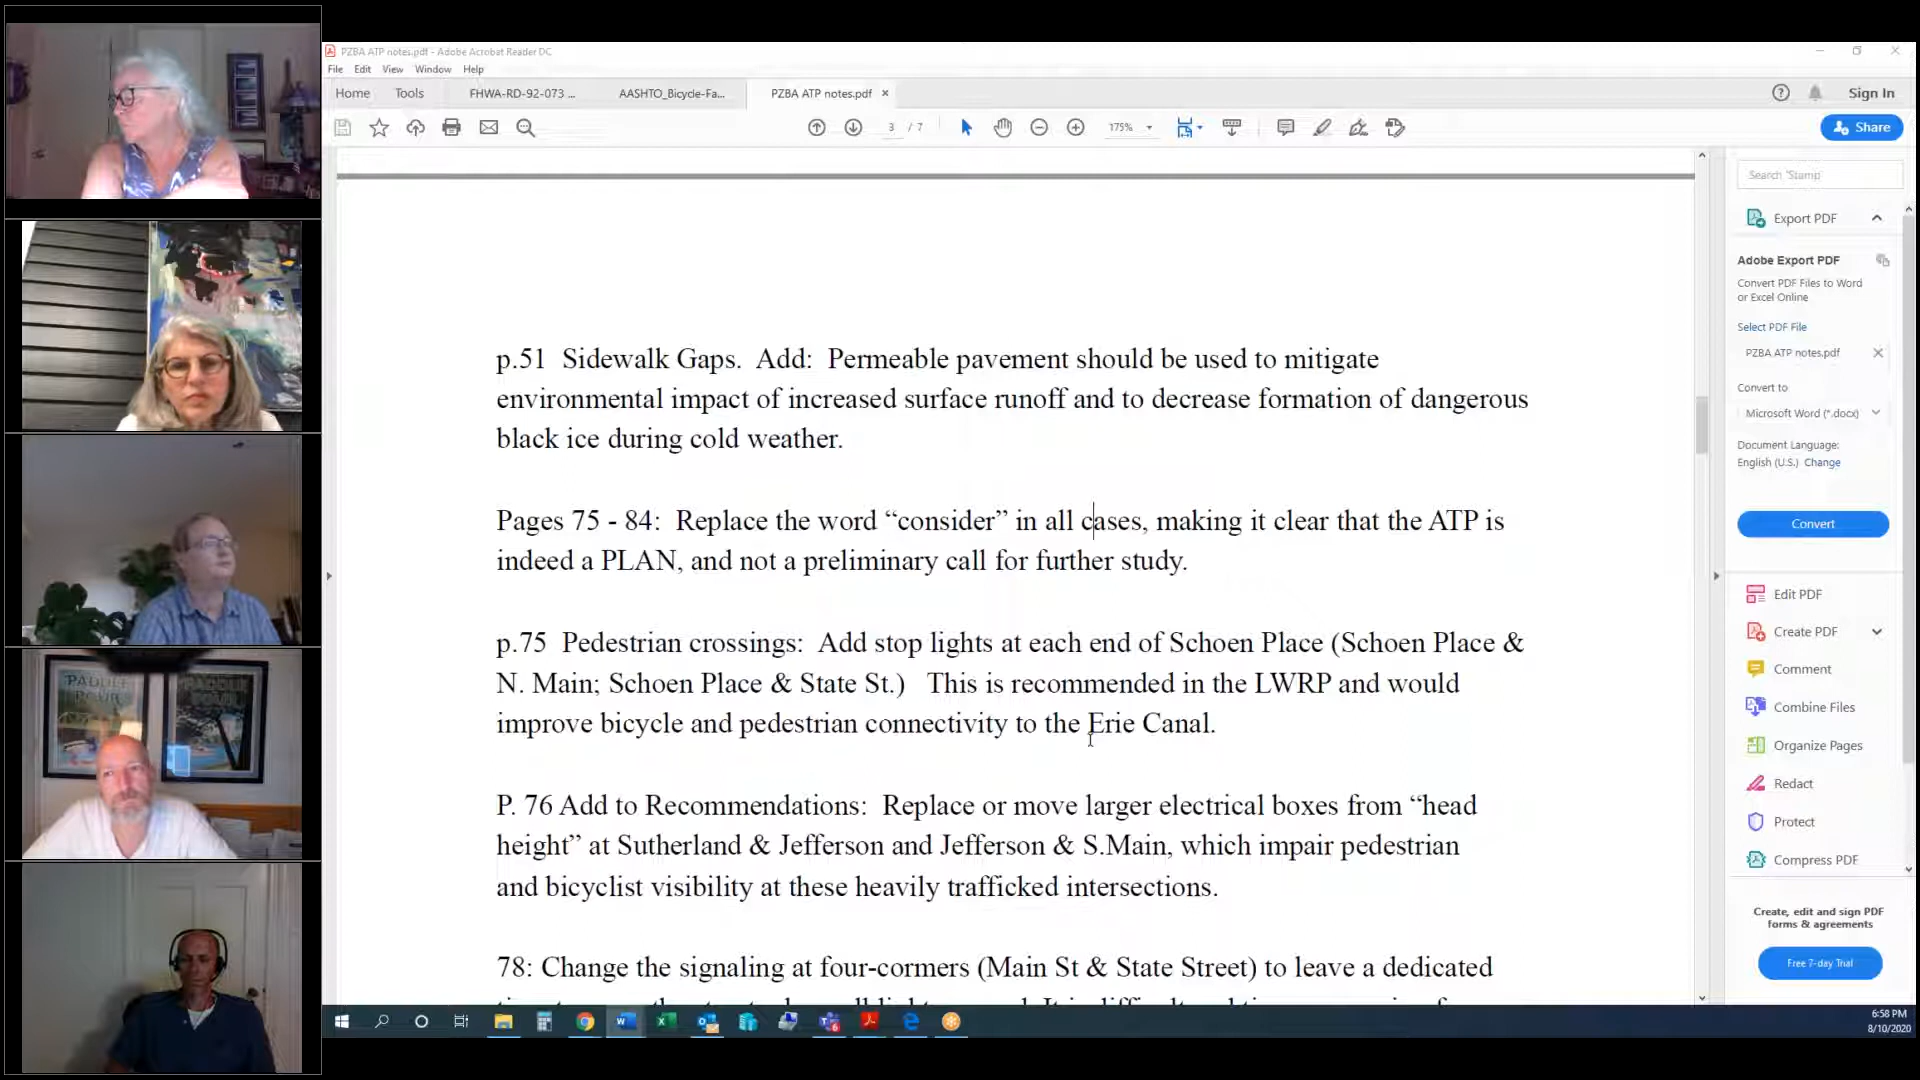 PZBA ATP notes.pdf - Adobe Acrobat Reader DC
File Edit View Window Help
Home Tools FHWA-RD-92-073 ... AASHTO_Bicycle-Fa... PZBA ATP notes.pdf ×
? Sign In
3 / 7 175% Share
Search 'Stamp
Export PDF
Adobe Export PDF
Convert PDF Files to Word
or Excel Online
Select PDF File
PZBA ATP notes.pdf
Convert to
Microsoft Word (*.docx)
Document Language:
English (U.S.) Change
Convert
Edit PDF
Create PDF
Comment
Combine Files
Organize Pages
Redact
Protect
Compress PDF
Create, edit and sign PDF
forms & agreements
Free 7-day Trial
p.51 Sidewalk Gaps. Add: Permeable pavement should be used to mitigate
environmental impact of increased surface runoff and to decrease formation of dangerous
black ice during cold weather.
Pages 75 - 84: Replace the word “consider” in all cases, making it clear that the ATP is
indeed a PLAN, and not a preliminary call for further study.
p.75 Pedestrian crossings: Add stop lights at each end of Schoen Place (Schoen Place &
N. Main; Schoen Place & State St.) This is recommended in the LWRP and would
improve bicycle and pedestrian connectivity to the Erie Canal.
P. 76 Add to Recommendations: Replace or move larger electrical boxes from “head
height” at Sutherland & Jefferson and Jefferson & S.Main, which impair pedestrian
and bicyclist visibility at these heavily trafficked intersections.
78: Change the signaling at four-cormers (Main St & State Street) to leave a dedicated
PADDLE
6:58 PM
8/10/2020